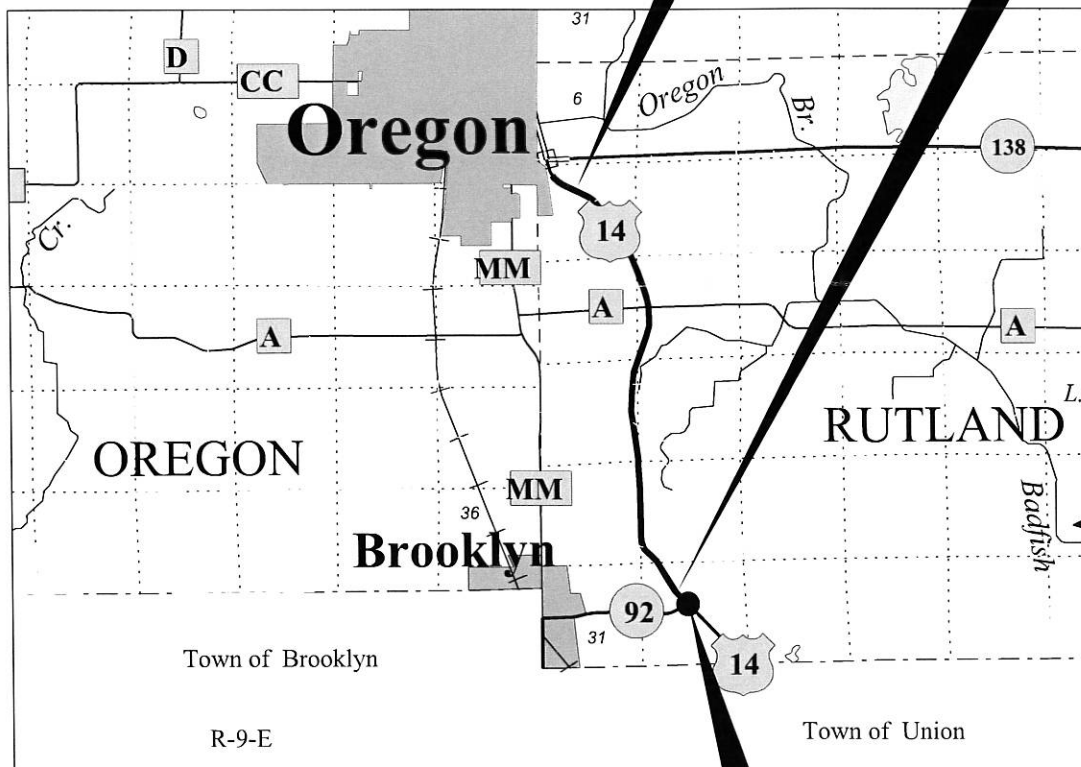 31
D
CC
6
Oregon
Br.
Oregon
138
Cr.
14
MM
A
A
A
L.
OREGON
RUTLAND
MM
36
Badfish
Brooklyn
92
31
14
Town of Brooklyn
R-9-E
Town of Union